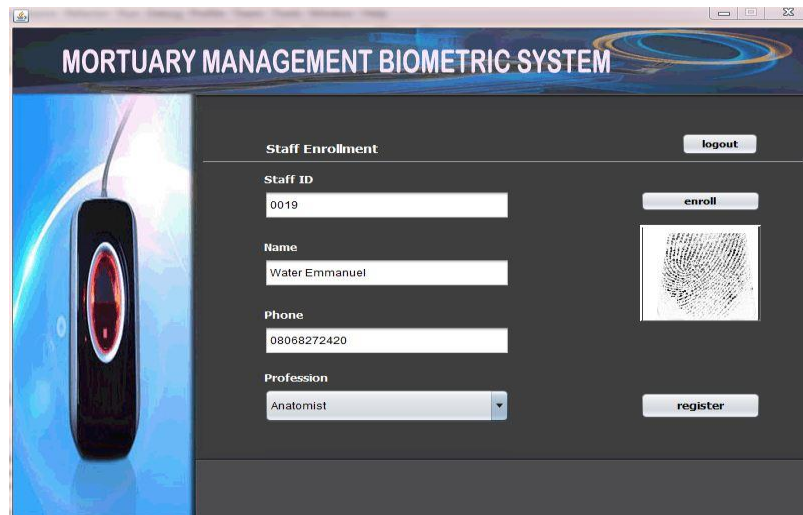 MORTUARY MANAGEMENT BIOMETRIC SYSTEM
Staff Enrollment
logout
Staff ID
0019
enroll
Name
Water Emmanuel
Phone
08068272420
Profession
Anatomist
register